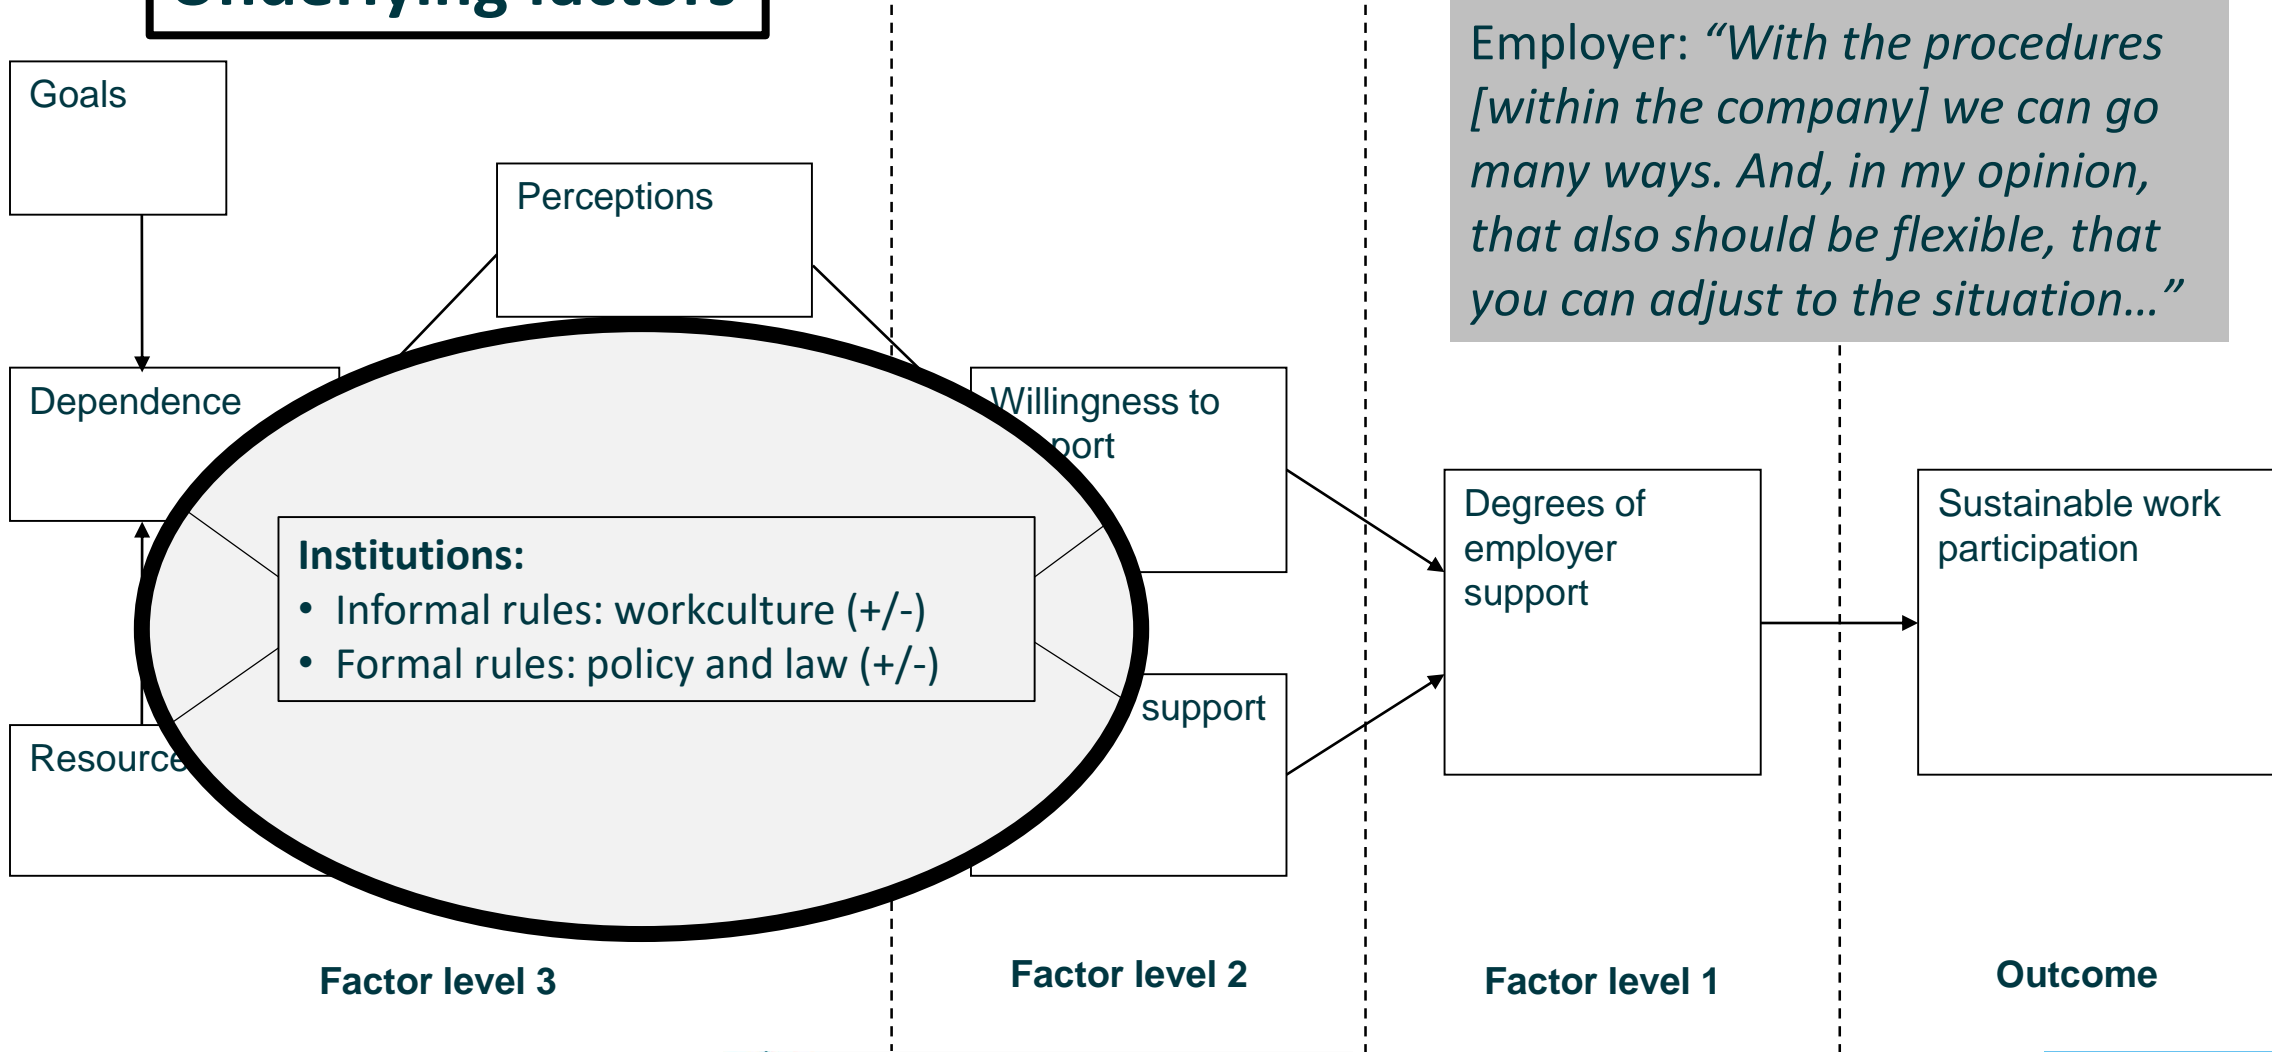 Underlying factors
Employer: “With the procedures
[within the company] we can go
many ways. And, in my opinion,
that also should be flexible, that
you can adjust to the situation…”
Goals
Perceptions
Dependence
Willingness to
port
Institutions:
• Informal rules: workculture (+/-)
• Formal rules: policy and law (+/-)
Resource
support
Degrees of
employer
support
Sustainable work
participation
Factor level 3
Factor level 2
Factor level 1
Outcome